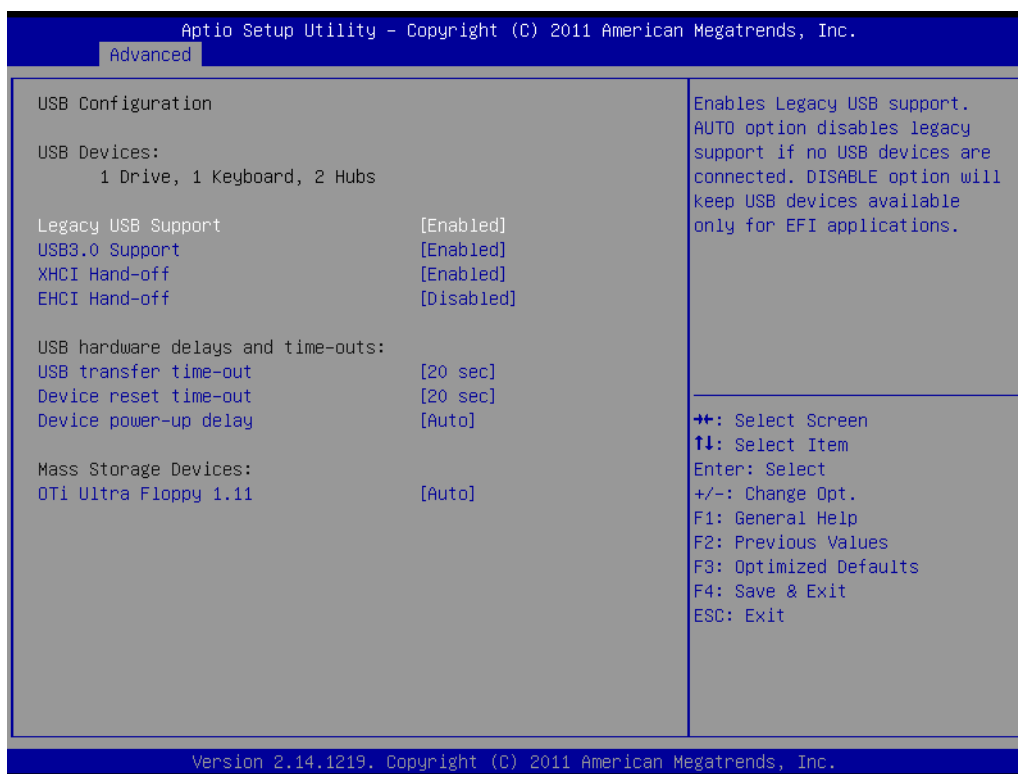 Aptio Setup Utility – Copyright (C) 2011 American Megatrends, Inc.
Advanced
USB Configuration
USB Devices:
1 Drive, 1 Keyboard, 2 Hubs
Legacy USB Support [Enabled]
USB3.0 Support [Enabled]
XHCI Hand-off [Enabled]
EHCI Hand-off [Disabled]
USB hardware delays and time-outs:
USB transfer time-out [20 sec]
Device reset time-out [20 sec]
Device power-up delay [Auto]
Mass Storage Devices:
OTi Ultra Floppy 1.11 [Auto]
Enables Legacy USB support.
AUTO option disables legacy
support if no USB devices are
connected. DISABLE option will
keep USB devices available
only for EFI applications.
→←: Select Screen
↑↓: Select Item
Enter: Select
+/-: Change Opt.
F1: General Help
F2: Previous Values
F3: Optimized Defaults
F4: Save & Exit
ESC: Exit
Version 2.14.1219. Copyright (C) 2011 American Megatrends, Inc.